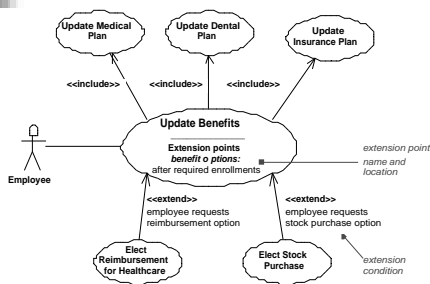 Update Medical
Plan
Update Dental
Plan
Update
Insurance Plan
<<include>>
<<include>>
<<include>>
Update Benefits
Extension points
benefit o ptions:
after required enrollments
extension point
name and
location
Employee
<<extend>>
employee requests
reimbursement option
<<extend>>
employee requests
stock purchase option
Elect
Reimbursement
for Healthcare
Elect Stock
Purchase
extension
condition